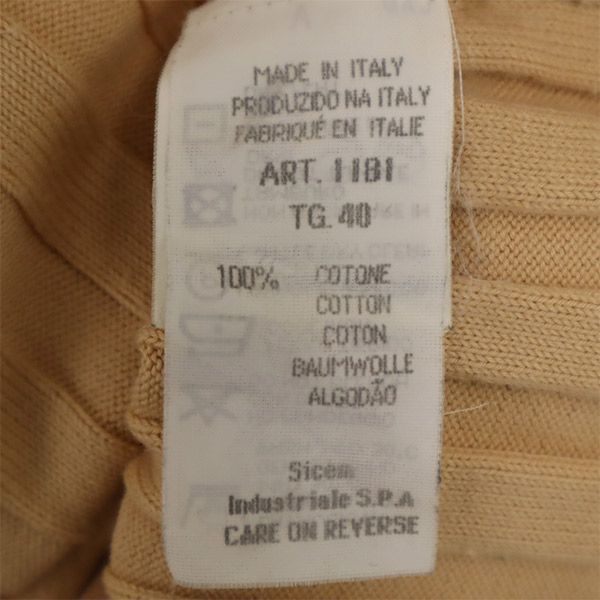 MADE IN ITALY
PRODUZIDO NA ITALY
FABRIQUÉ EN ITALIE
ART. 1181
TG. 40
100% COTONE
COTTON
COTON
BAUMWOLLE
ALGODÃO
Sicem
Industriale S.P.A
CARE ON REVERSE